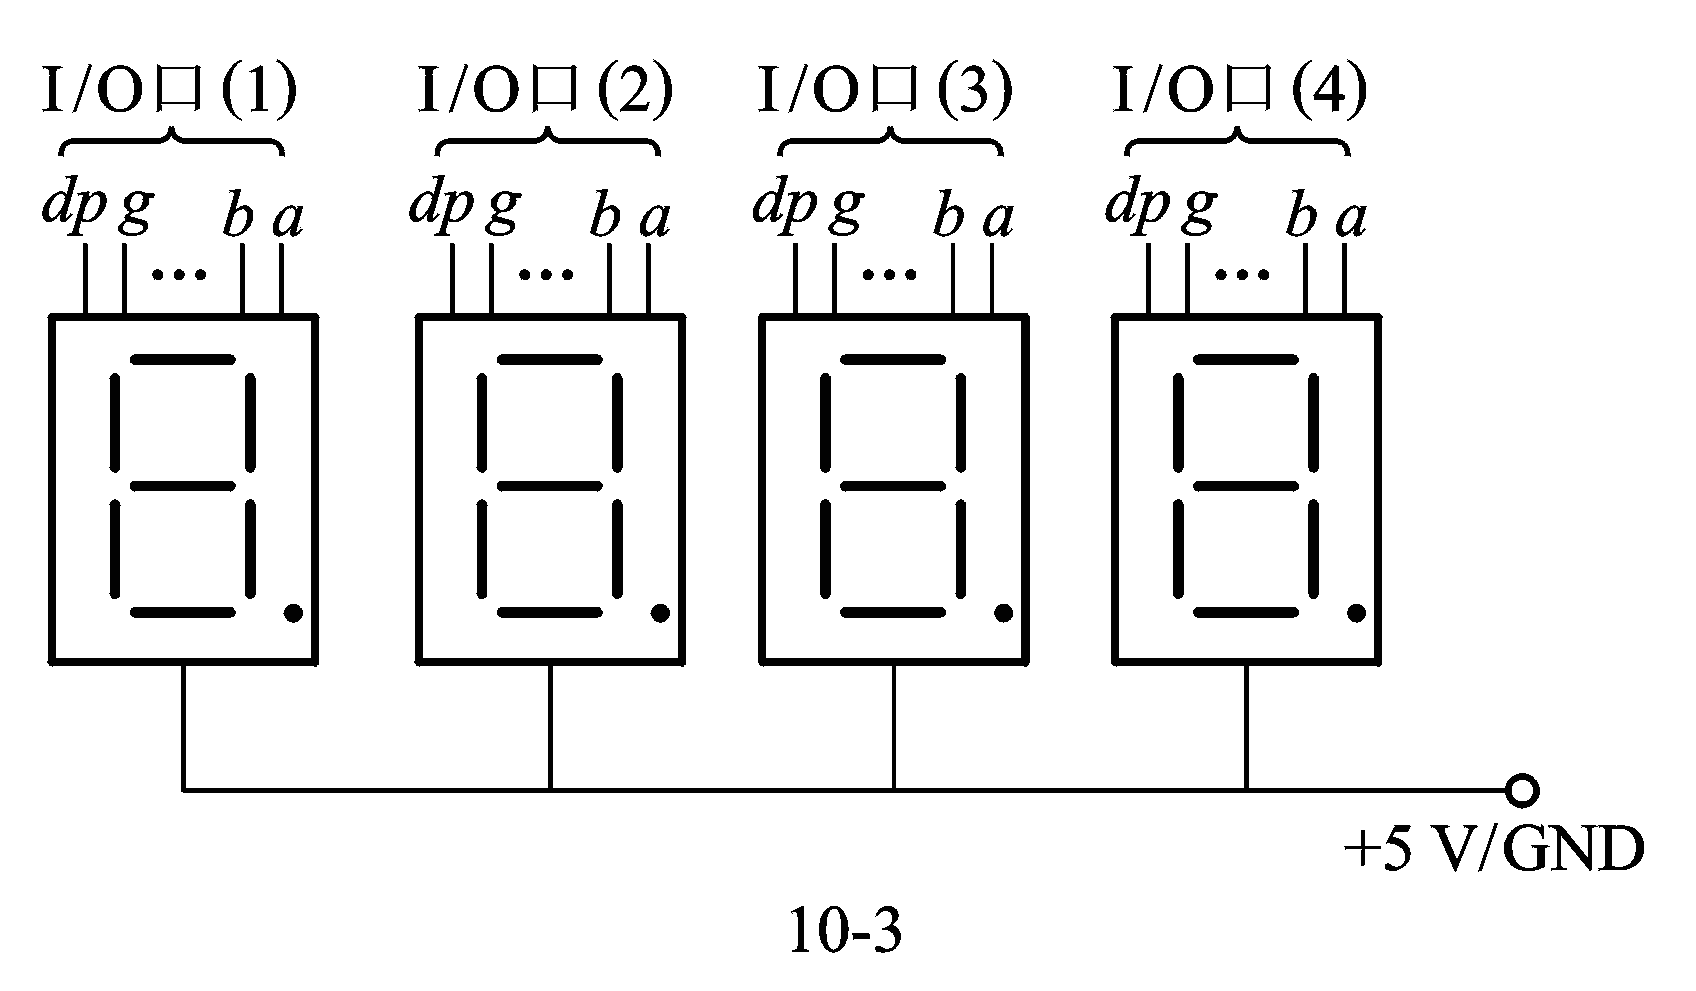 I/O口(1) I/O口(2) I/O口(3) I/O口(4)
dp g ··· b a dp g ··· b a dp g ··· b a dp g ··· b a
+5 V/GND
10-3